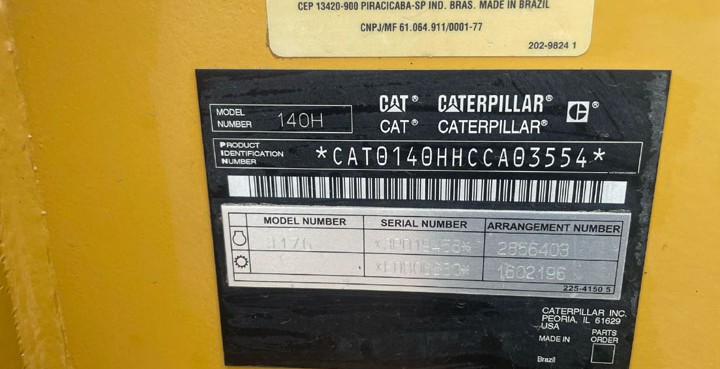 CEP 13420-900 PIRACICABA-SP IND. BRAS. MADE IN BRAZIL
CNPJ/MF 61.064.911/0001-77
202-9824 1
CAT® CATERPILLAR® C®
MODEL NUMBER 140H
CAT® CATERPILLAR®
PRODUCT IDENTIFICATION NUMBER *CAT0140HHCCA03554*
MODEL NUMBER SERIAL NUMBER ARRANGEMENT NUMBER
2856403
1602196
225-4150 5
CATERPILLAR INC.
PEORIA, IL 61629
USA
MADE IN PARTS ORDER
Brazil